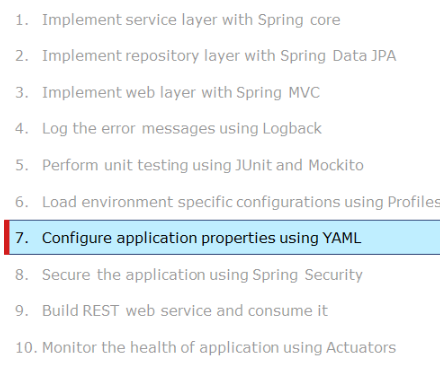 1. Implement service layer with Spring core
2. Implement repository layer with Spring Data JPA
3. Implement web layer with Spring MVC
4. Log the error messages using Logback
5. Perform unit testing using JUnit and Mockito
6. Load environment specific configurations using Profiles
7. Configure application properties using YAML
8. Secure the application using Spring Security
9. Build REST web service and consume it
10. Monitor the health of application using Actuators